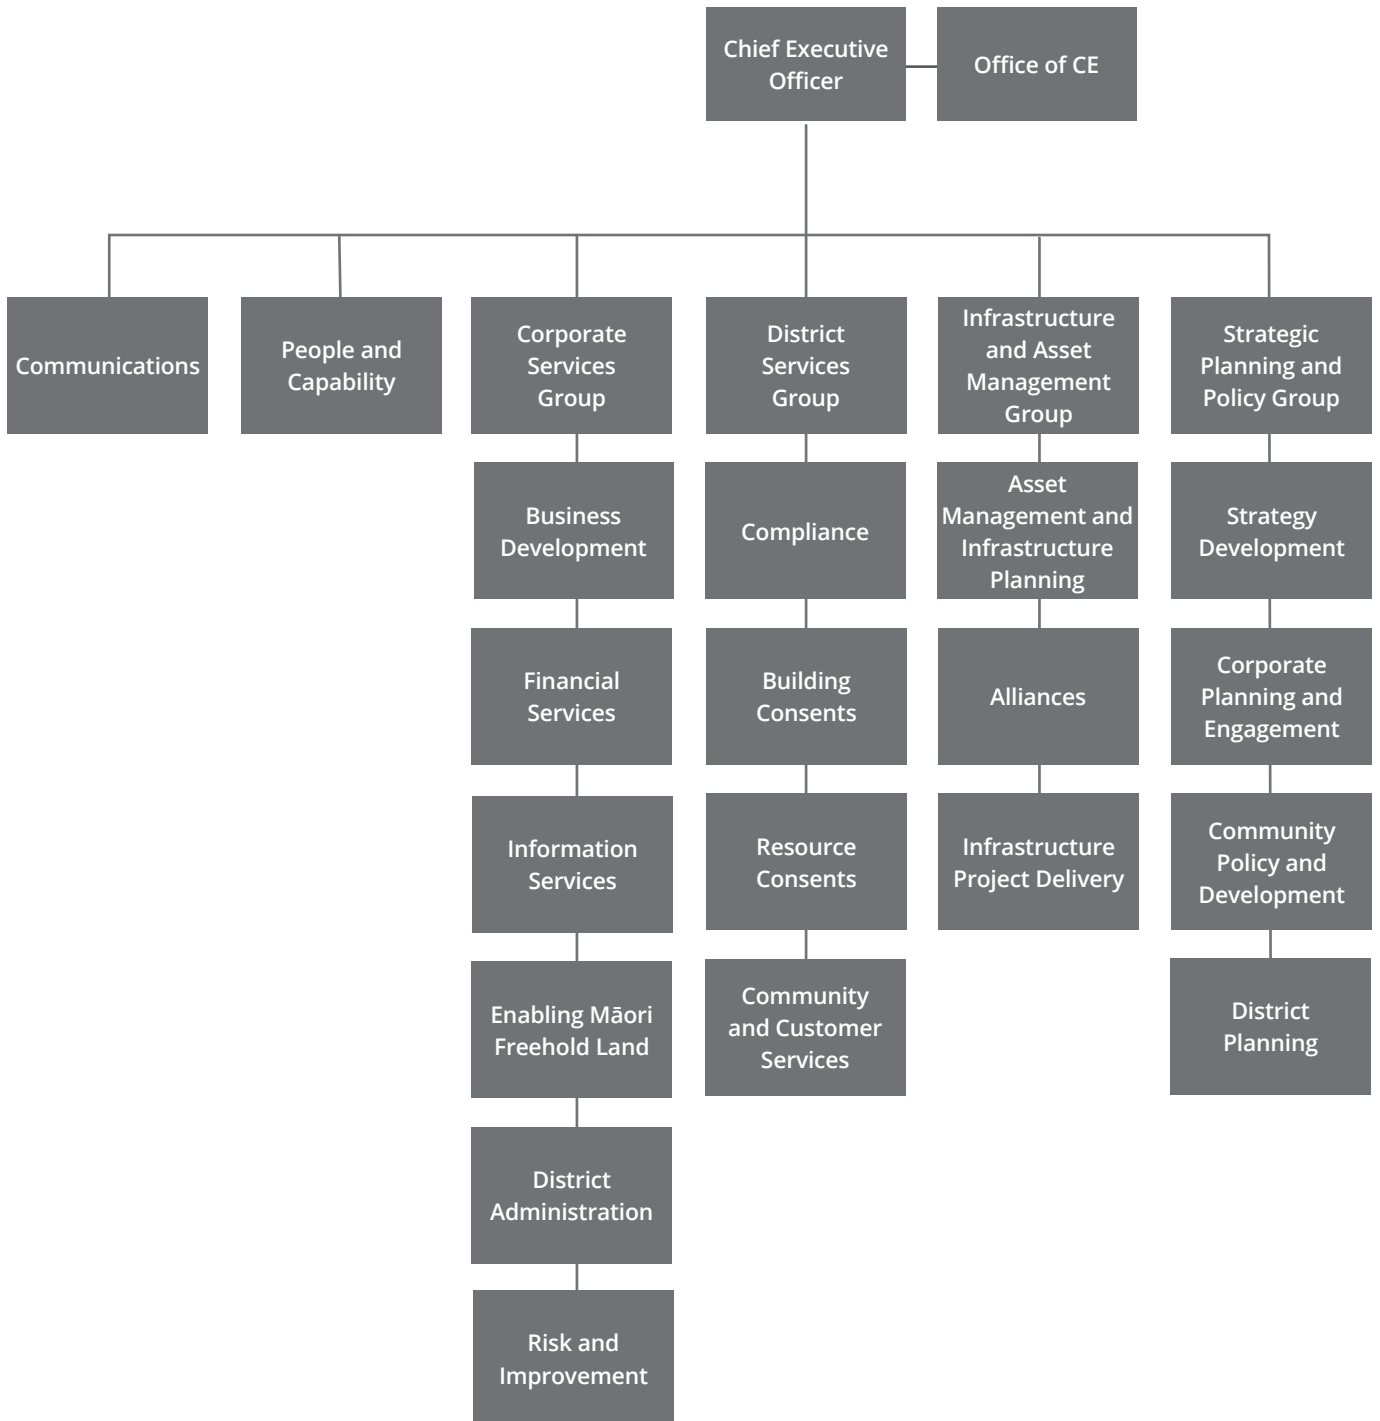 Chief Executive
Officer
Office of CE
Communications
People and
Capability
Corporate
Services
Group
District
Services
Group
Infrastructure
and Asset
Management
Group
Strategic
Planning and
Policy Group
Business
Development
Compliance
Asset
Management and
Infrastructure
Planning
Strategy
Development
Financial
Services
Building
Consents
Alliances
Corporate
Planning and
Engagement
Information
Services
Resource
Consents
Infrastructure
Project Delivery
Community
Policy and
Development
Enabling Māori
Freehold Land
Community
and Customer
Services
District
Planning
District
Administration
Risk and
Improvement